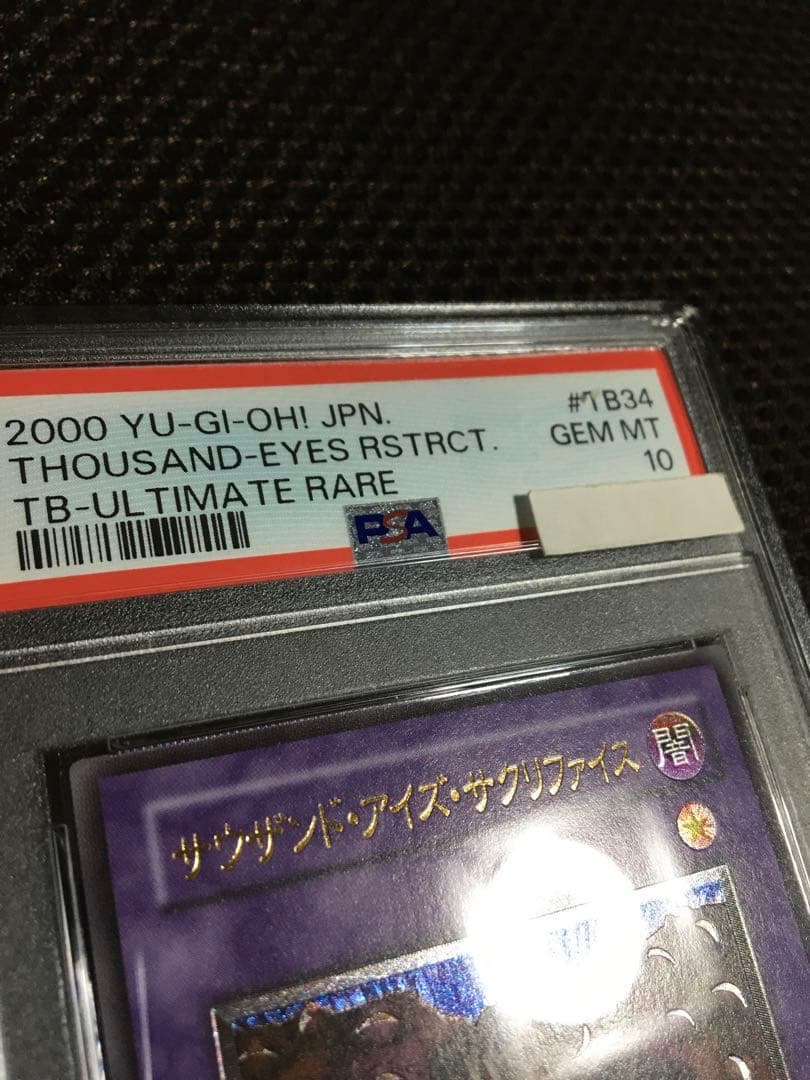 2000 YU-GI-OH! JPN.
#TB34
THOUSAND-EYES RSTRCT.
GEM MT
TB-ULTIMATE RARE
10
PSA
サウザンド・アイズ・サクリファイス
闇